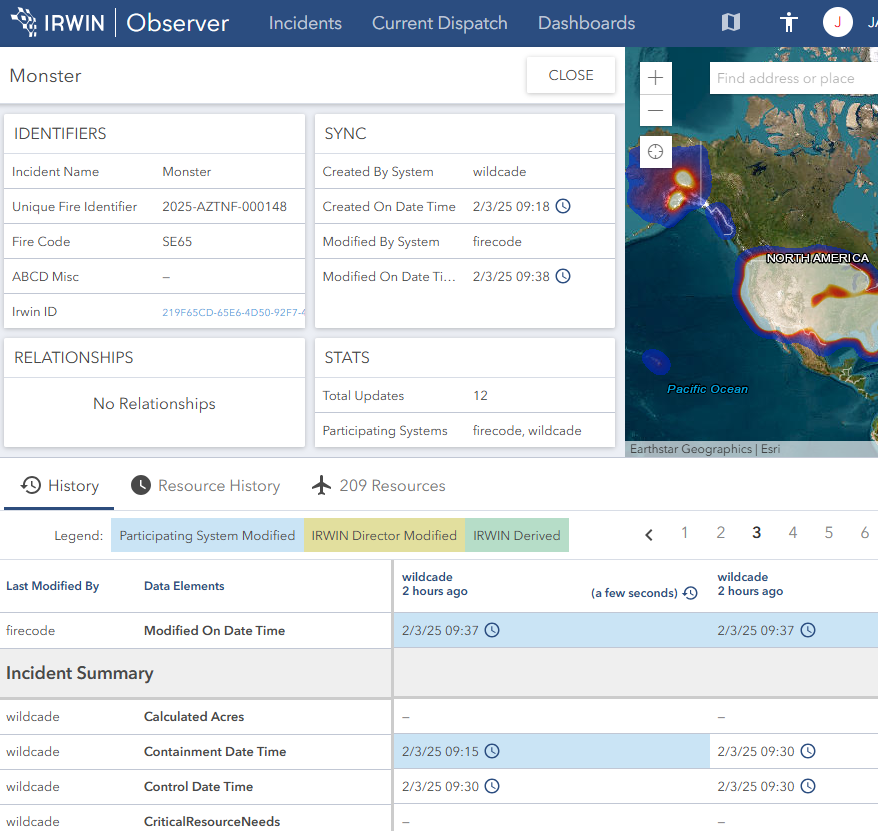 IRWIN Observer Incidents Current Dispatch Dashboards J JA
Monster CLOSE
Find address or place
IDENTIFIERS
Incident Name Monster
Unique Fire Identifier 2025-AZTNF-000148
Fire Code SE65
ABCD Misc –
Irwin ID 219F65CD-65E6-4D50-92F7-4
SYNC
Created By System wildcade
Created On Date Time 2/3/25 09:18
Modified By System firecode
Modified On Date Ti... 2/3/25 09:38
RELATIONSHIPS
No Relationships
STATS
Total Updates 12
Participating Systems firecode, wildcade
NORTH AMERICA
Pacific Ocean
Earthstar Geographics | Esri
History Resource History 209 Resources
Legend: Participating System Modified IRWIN Director Modified IRWIN Derived 1 2 3 4 5 6
Last Modified By Data Elements
wildcade
2 hours ago (a few seconds)
wildcade
2 hours ago
firecode Modified On Date Time 2/3/25 09:37 2/3/25 09:37
Incident Summary
wildcade Calculated Acres – –
wildcade Containment Date Time 2/3/25 09:15 2/3/25 09:30
wildcade Control Date Time 2/3/25 09:30 2/3/25 09:30
wildcade CriticalResourceNeeds – –